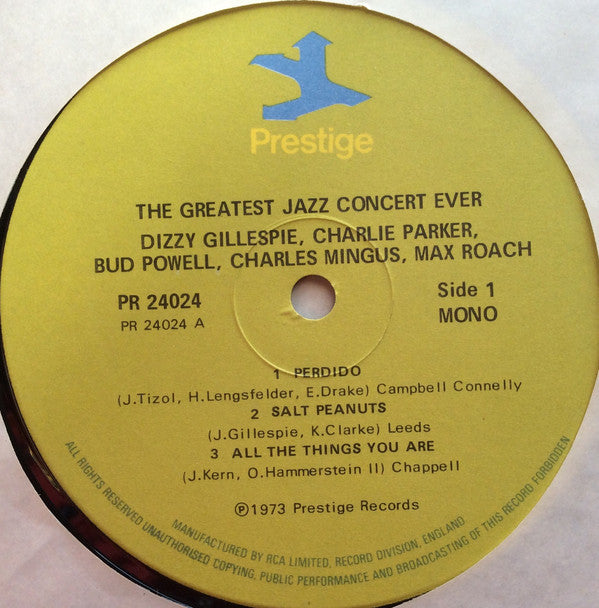 Prestige
THE GREATEST JAZZ CONCERT EVER
DIZZY GILLESPIE, CHARLIE PARKER,
BUD POWELL, CHARLES MINGUS, MAX ROACH
PR 24024
PR 24024 A
Side 1
MONO
1 PERDIDO
(J.Tizol, H.Lengsfelder, E.Drake) Campbell Connelly
2 SALT PEANUTS
(J.Gillespie, K.Clarke) Leeds
3 ALL THE THINGS YOU ARE
(J.Kern, O.Hammerstein II) Chappell
℗1973 Prestige Records
MANUFACTURED BY RCA LIMITED, RECORD DIVISION, ENGLAND
ALL RIGHTS RESERVED UNAUTHORISED COPYING, PUBLIC PERFORMANCE AND BROADCASTING OF THIS RECORD FORBIDDEN